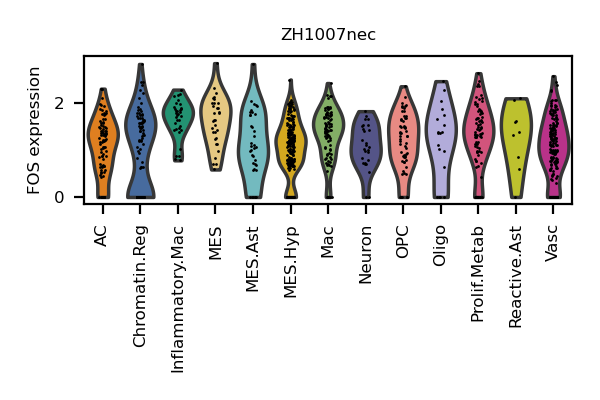 ZH1007nec
FOS expression
2
0
AC
Chromatin.Reg
Inflammatory.Mac
MES
MES.Ast
MES.Hyp
Mac
Neuron
OPC
Oligo
Prolif.Metab
Reactive.Ast
Vasc